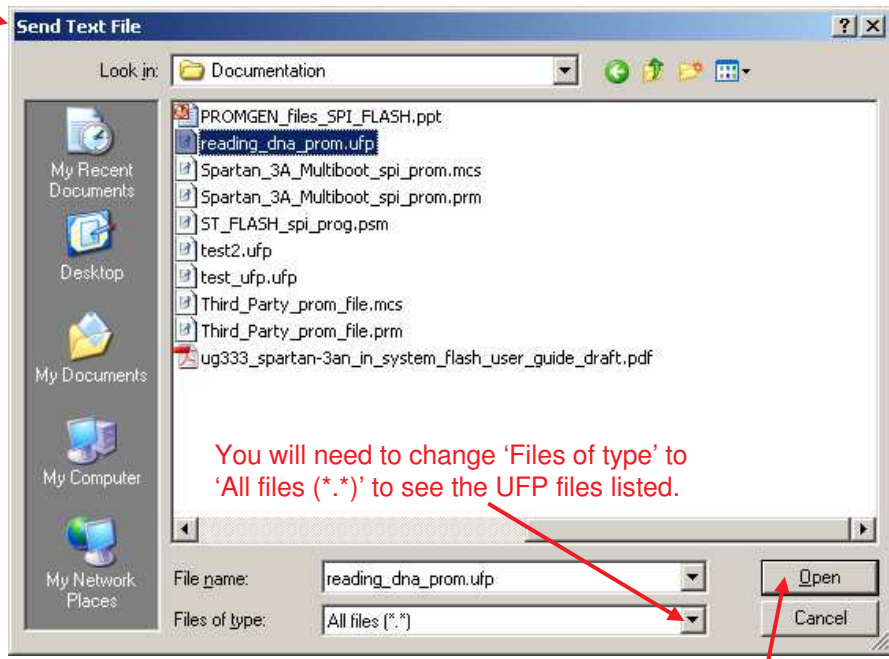 Send Text File
Look in:
Documentation
My Recent
Documents
Desktop
My Documents
My Computer
My Network
Places
PROMGEN_files_SPI_FLASH.ppt
reading_dna_prom.ufp
Spartan_3A_Multiboot_spi_prom.mcs
Spartan_3A_Multiboot_spi_prom.prm
ST_FLASH_spi_prog.psm
test2.ufp
test_ufp.ufp
Third_Party_prom_file.mcs
Third_Party_prom_file.prm
ug333_spartan-3an_in_system_flash_user_guide_draft.pdf
You will need to change ‘Files of type’ to
‘All files (*.*)’ to see the UFP files listed.
File name:
reading_dna_prom.ufp
Open
Files of type:
All files (*.*)
Cancel